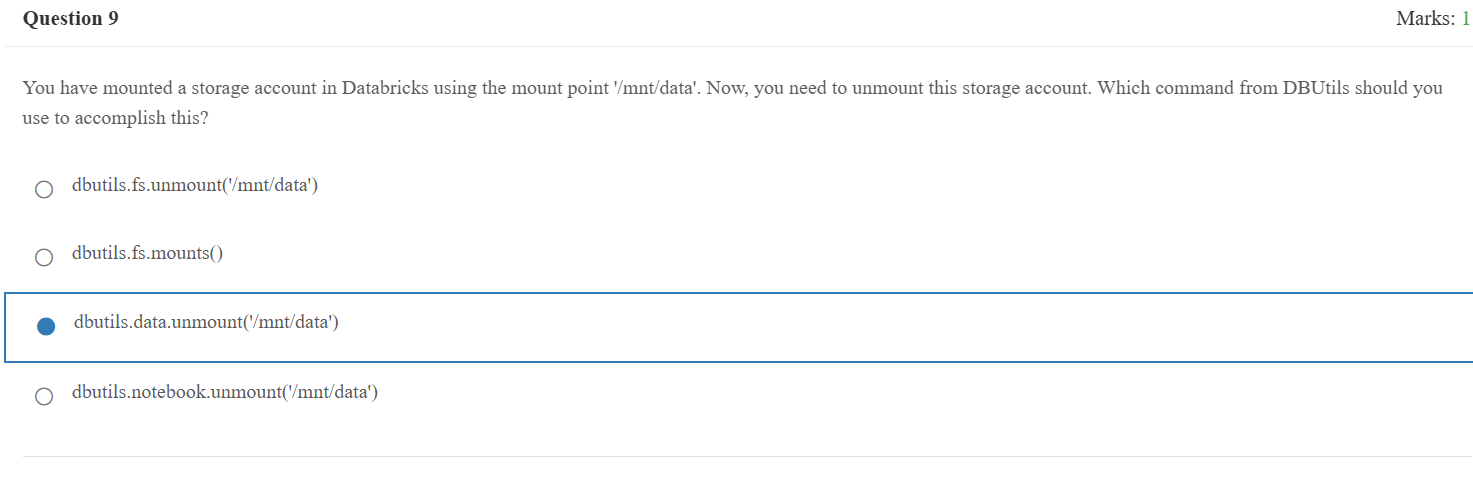 Question 9
Marks: 1
You have mounted a storage account in Databricks using the mount point '/mnt/data'. Now, you need to unmount this storage account. Which command from DBUtils should you
use to accomplish this?
dbutils.fs.unmount('/mnt/data')
dbutils.fs.mounts()
dbutils.data.unmount('/mnt/data')
dbutils.notebook.unmount('/mnt/data')